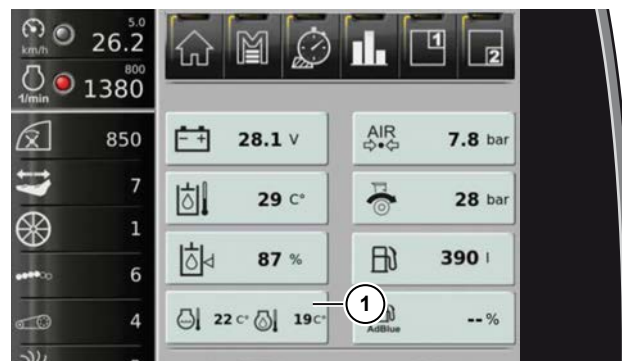 5.0
km/h 26.2
800
1/min 1380
850
7
1
6
4
1
2
28.1 V
AIR 7.8 bar
29 C°
28 bar
87 %
390 l
22 C° 19 C°
1
AdBlue -- %